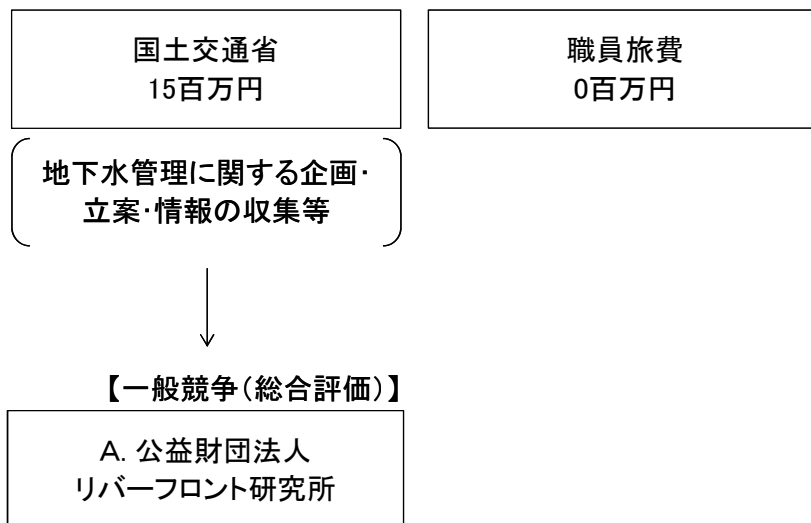 国土交通省
15百万円
職員旅費
0百万円
地下水管理に関する企画・
立案・情報の収集等
【一般競争（総合評価）】
A. 公益財団法人
リバーフロント研究所